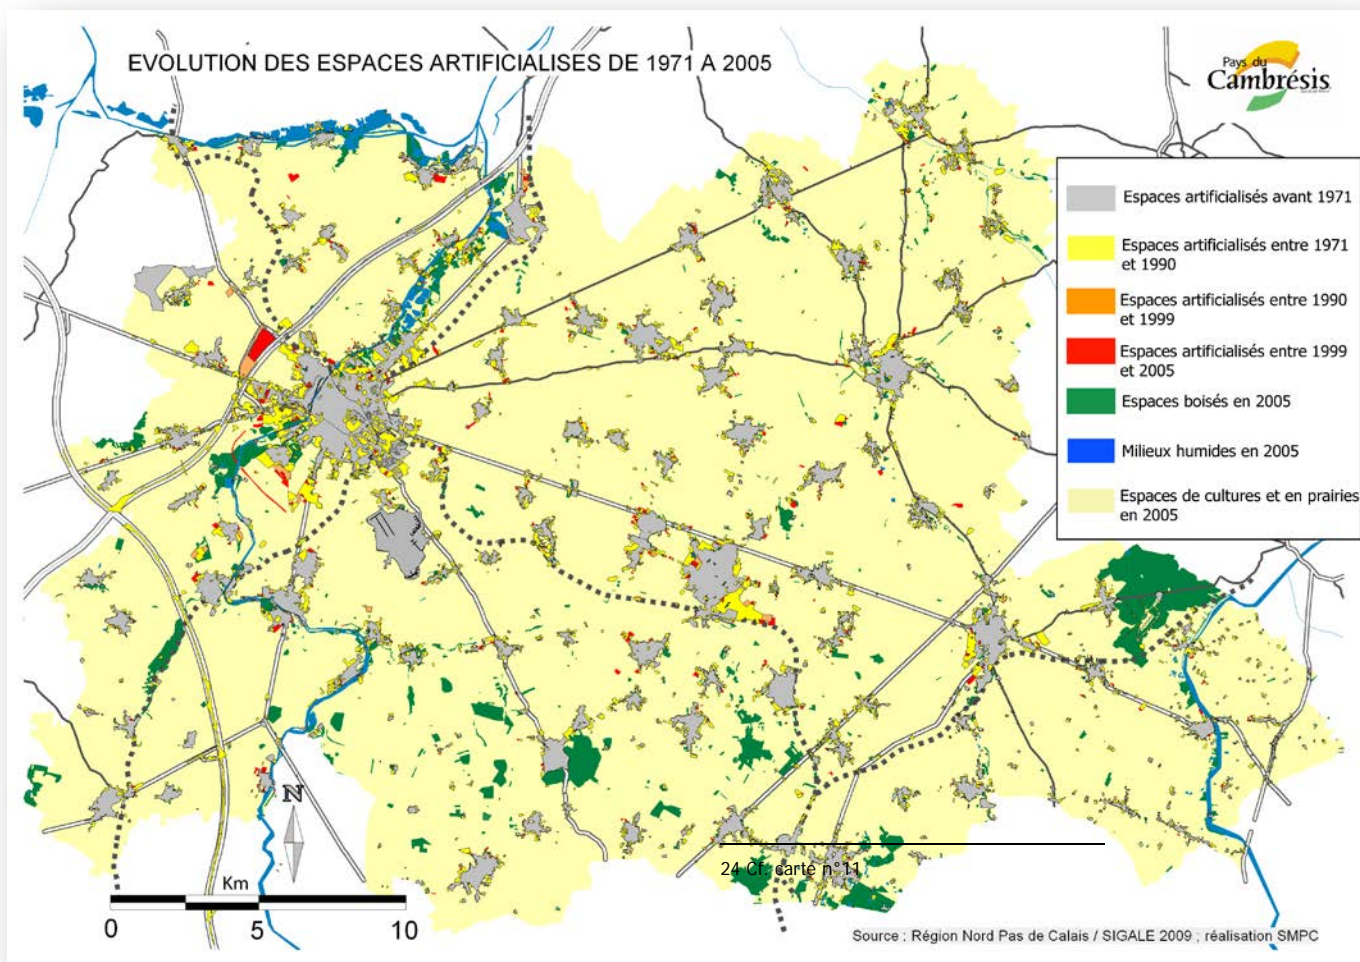 EVOLUTION DES ESPACES ARTIFICIALISES DE 1971 A 2005
Pays du
Cambrésis
Espaces artificialisés avant 1971
Espaces artificialisés entre 1971
et 1990
Espaces artificialisés entre 1990
et 1999
Espaces artificialisés entre 1999
et 2005
Espaces boisés en 2005
Milieux humides en 2005
Espaces de cultures et en prairies
en 2005
N
Km
0 5 10
24 Cf. carte n°11
Source : Région Nord Pas de Calais / SIGALE 2009 ; réalisation SMPC